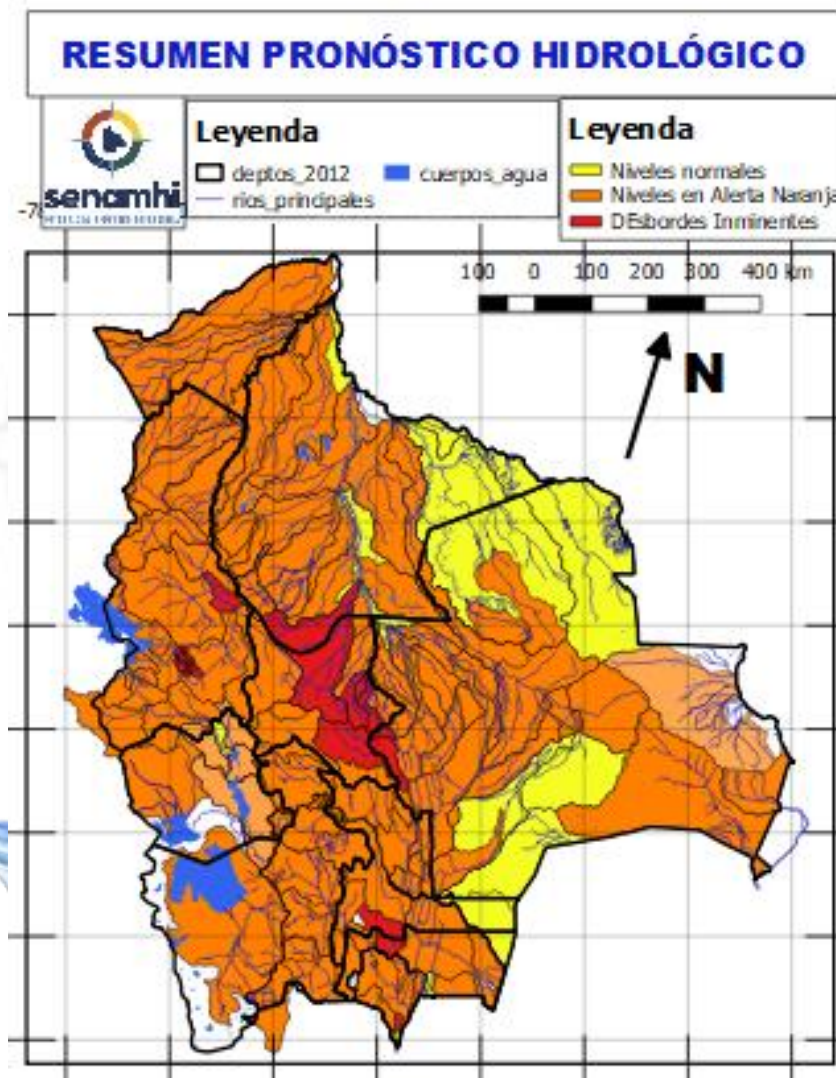 RESUMEN PRONÓSTICO HIDROLÓGICO
senamhi
Leyenda
deptos_2012
cuerpos_agua
rios_principales
Leyenda
Niveles normales
Niveles en Alerta Naranja
DEsbordes Inminentes
100 0 100 200 300 400 km
N